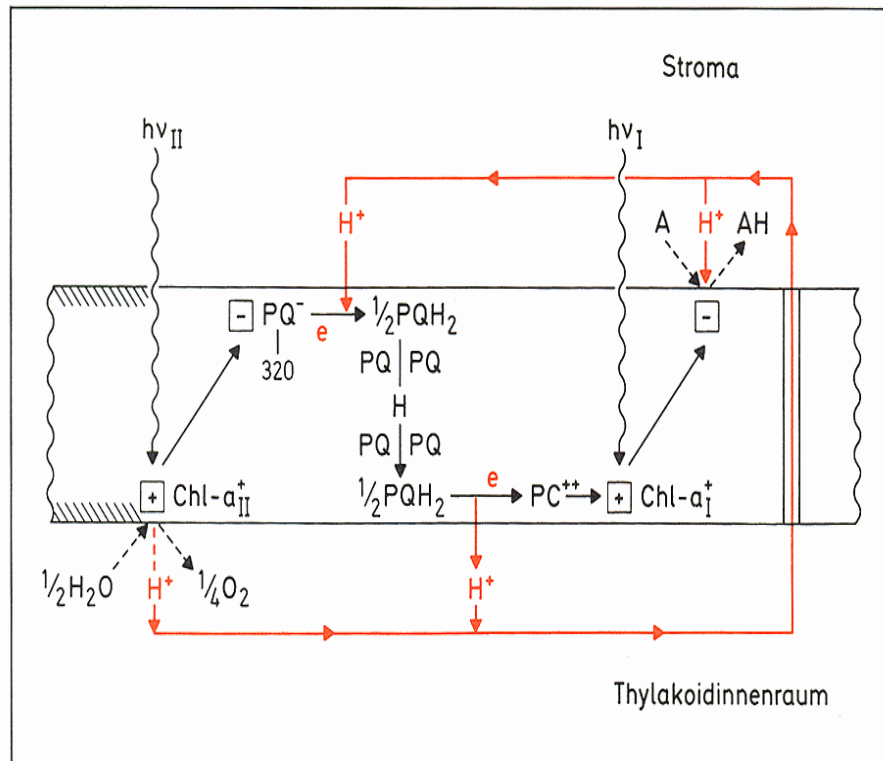 Stroma
hν_II
hν_I
H⁺
A
H⁺
AH
- PQ⁻
e
½PQH₂
-
320
PQ PQ
H
PQ PQ
+ Chl-a⁺_II
½PQH₂
e
PC⁺⁺
+ Chl-a⁺_I
½H₂O
H⁺
¼O₂
H⁺
Thylakoidinnenraum